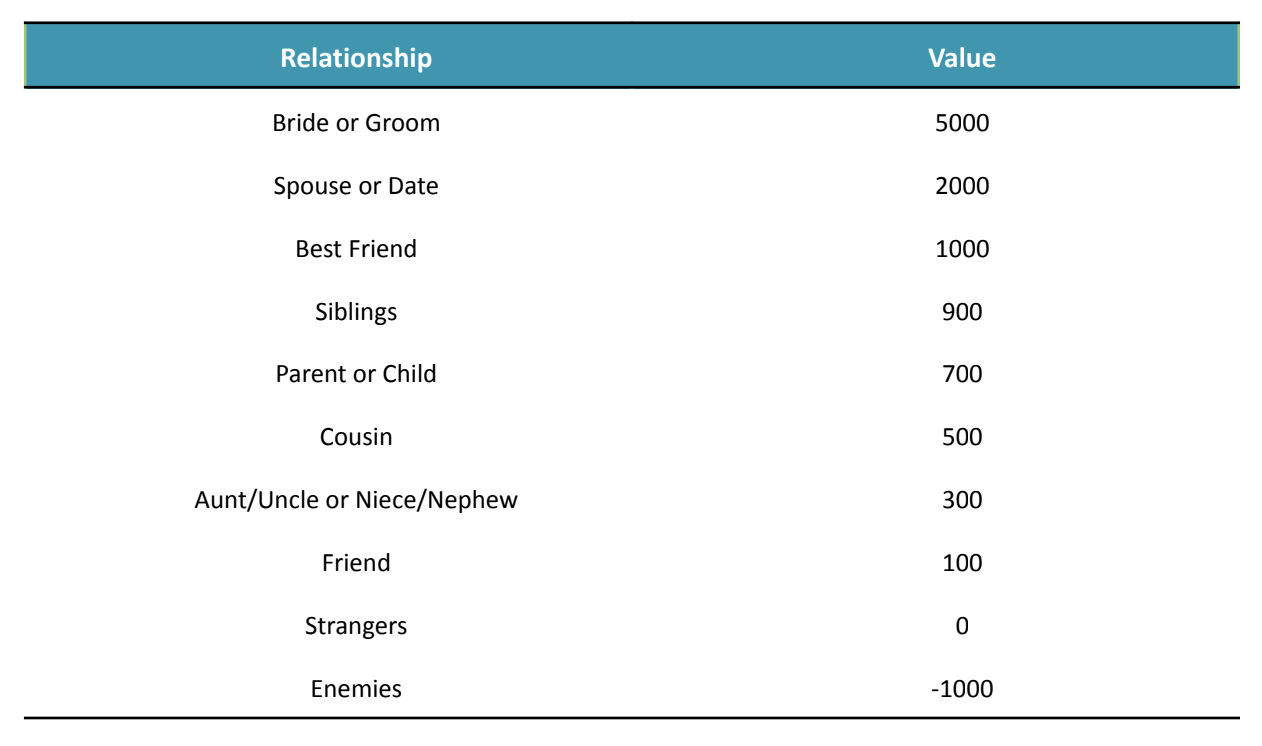 Relationship Value
Bride or Groom 5000
Spouse or Date 2000
Best Friend 1000
Siblings 900
Parent or Child 700
Cousin 500
Aunt/Uncle or Niece/Nephew 300
Friend 100
Strangers 0
Enemies -1000